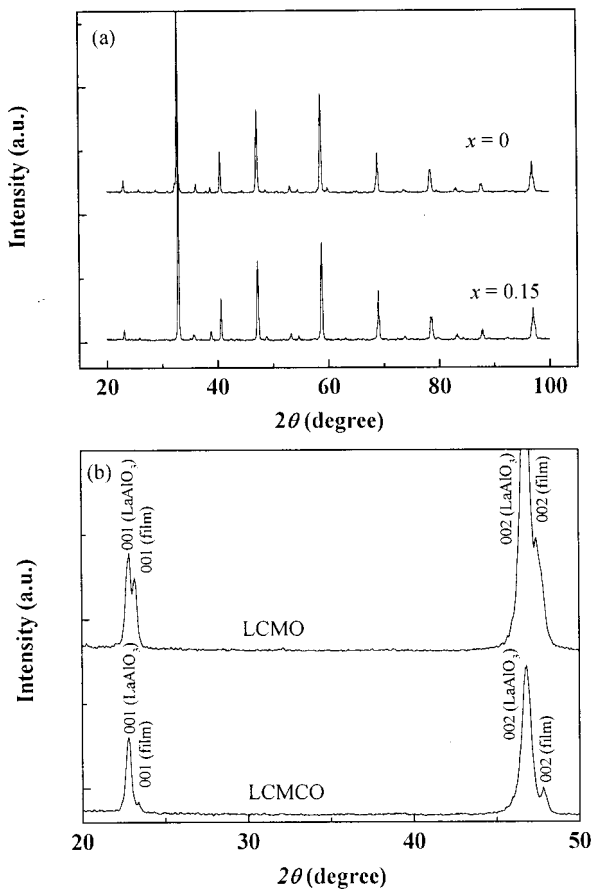 (a)
Intensity (a.u.)
x = 0
x = 0.15
20 40 60 80 100
2θ (degree)
(b)
001 (LaAlO₃)
001 (film)
002 (LaAlO₃)
002 (film)
LCMO
001 (LaAlO₃)
001 (film)
002 (LaAlO₃)
002 (film)
LCMCO
Intensity (a.u.)
20 30 40 50
2θ (degree)